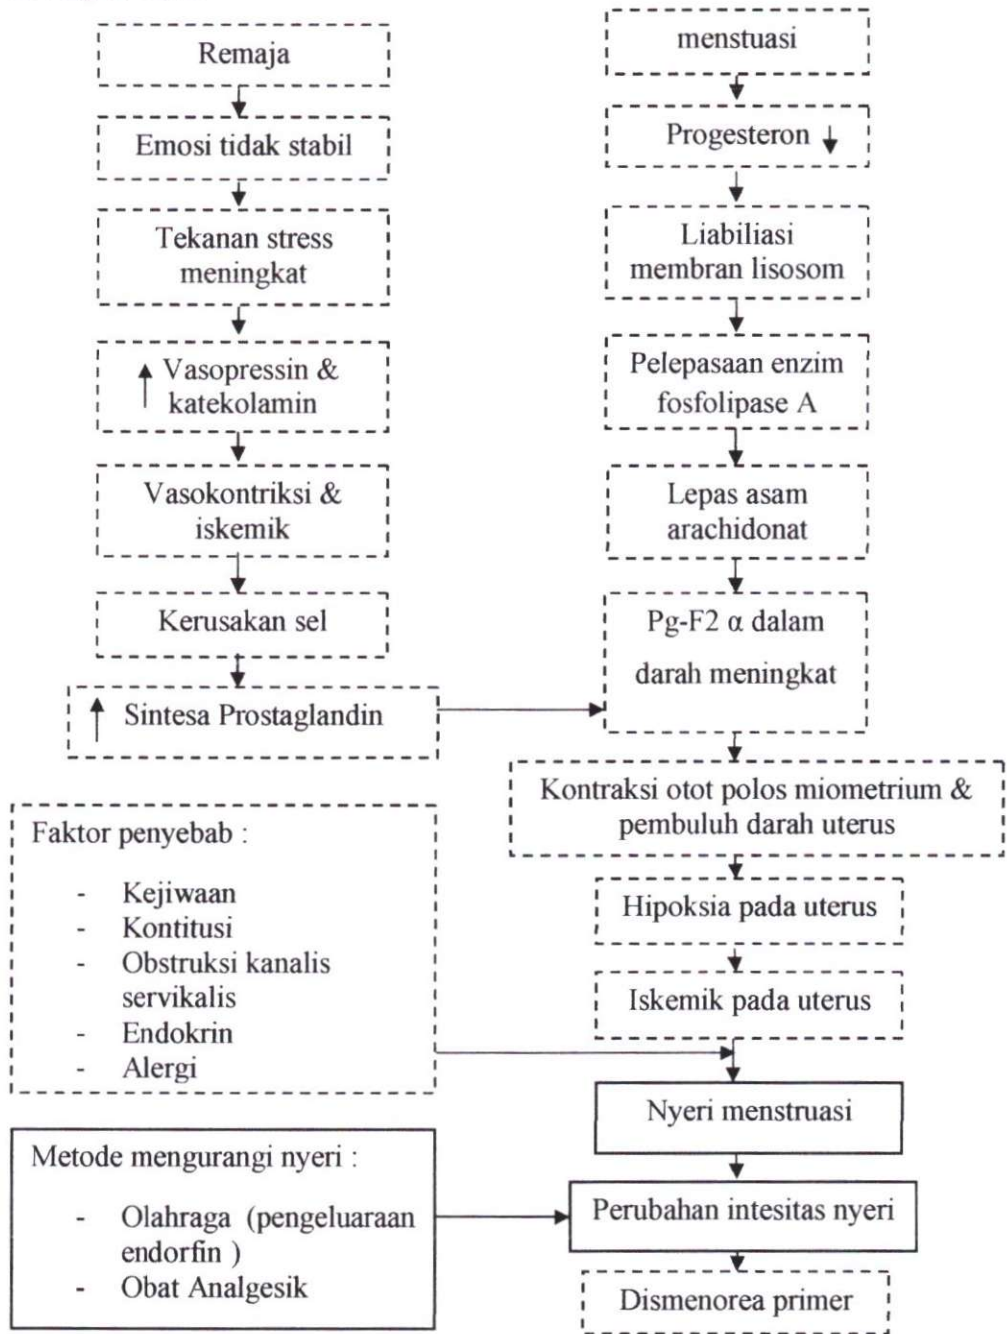 Remaja
Emosi tidak stabil
Tekanan stress
meningkat
↑ Vasopressin &
katekolamin
Vasokontriksi &
iskemik
Kerusakan sel
↑ Sintesa Prostaglandin
menstuasi
Progesteron ↓
Liabiliasi
membran lisosom
Pelepasaan enzim
fosfolipase A
Lepas asam
arachidonat
Pg-F2 α dalam
darah meningkat
Kontraksi otot polos miometrium &
pembuluh darah uterus
Hipoksia pada uterus
Iskemik pada uterus
Faktor penyebab :
- Kejiwaan
- Kontitusi
- Obstruksi kanalis
servikalis
- Endokrin
- Alergi
Nyeri menstruasi
Metode mengurangi nyeri :
- Olahraga (pengeluaraan
endorfin )
- Obat Analgesik
Perubahan intesitas nyeri
Dismenorea primer